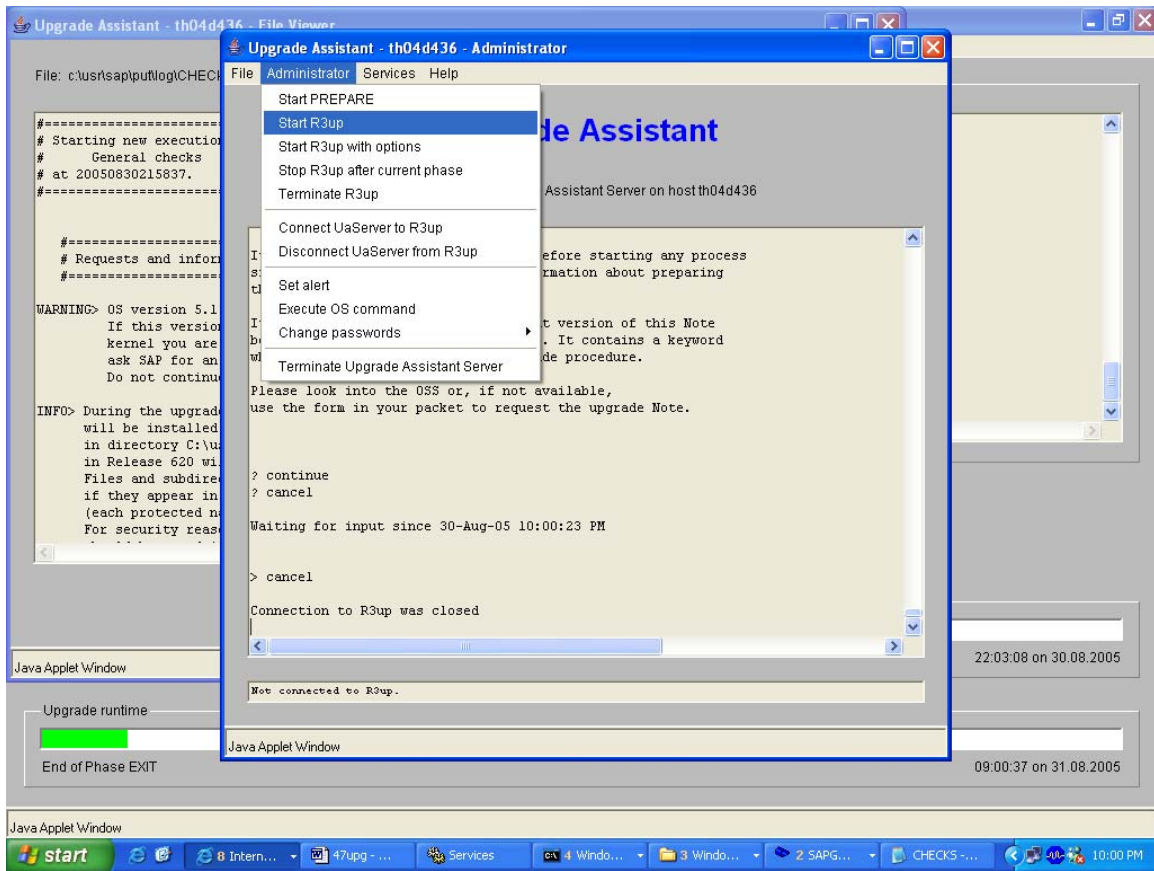 Upgrade Assistant - th04d436 - File Viewer
Upgrade Assistant - th04d436 - Administrator
File Administrator Services Help
File: c:\usr\sap\put\log\CHEC
Start PREPARE
Start R3up
Start R3up with options
Stop R3up after current phase
Terminate R3up
Connect UaServer to R3up
Disconnect UaServer from R3up
Set alert
Execute OS command
Change passwords
Terminate Upgrade Assistant Server
de Assistant
Assistant Server on host th04d436
#======================
# Starting new execution
# General checks
# at 20050830215837.
#======================
#===================
# Requests and infor
#===================
WARNING> OS version 5.1
If this version
kernel you are
ask SAP for an
Do not continu
INFO> During the upgrad
will be installed
in directory C:\u
in Release 620 wi
Files and subdire
if they appear in
(each protected n
For security reas
efore starting any process
rmation about preparing
t version of this Note
. It contains a keyword
de procedure.
Please look into the OSS or, if not available,
use the form in your packet to request the upgrade Note.
? continue
? cancel
Waiting for input since 30-Aug-05 10:00:23 PM
> cancel
Connection to R3up was closed
Not connected to R3up.
Java Applet Window
Java Applet Window
22:03:08 on 30.08.2005
Upgrade runtime
End of Phase EXIT
09:00:37 on 31.08.2005
Java Applet Window
start
8 Intern...
47upg - ...
Services
4 Windo...
3 Windo...
2 SAPG...
CHECKS -...
10:00 PM